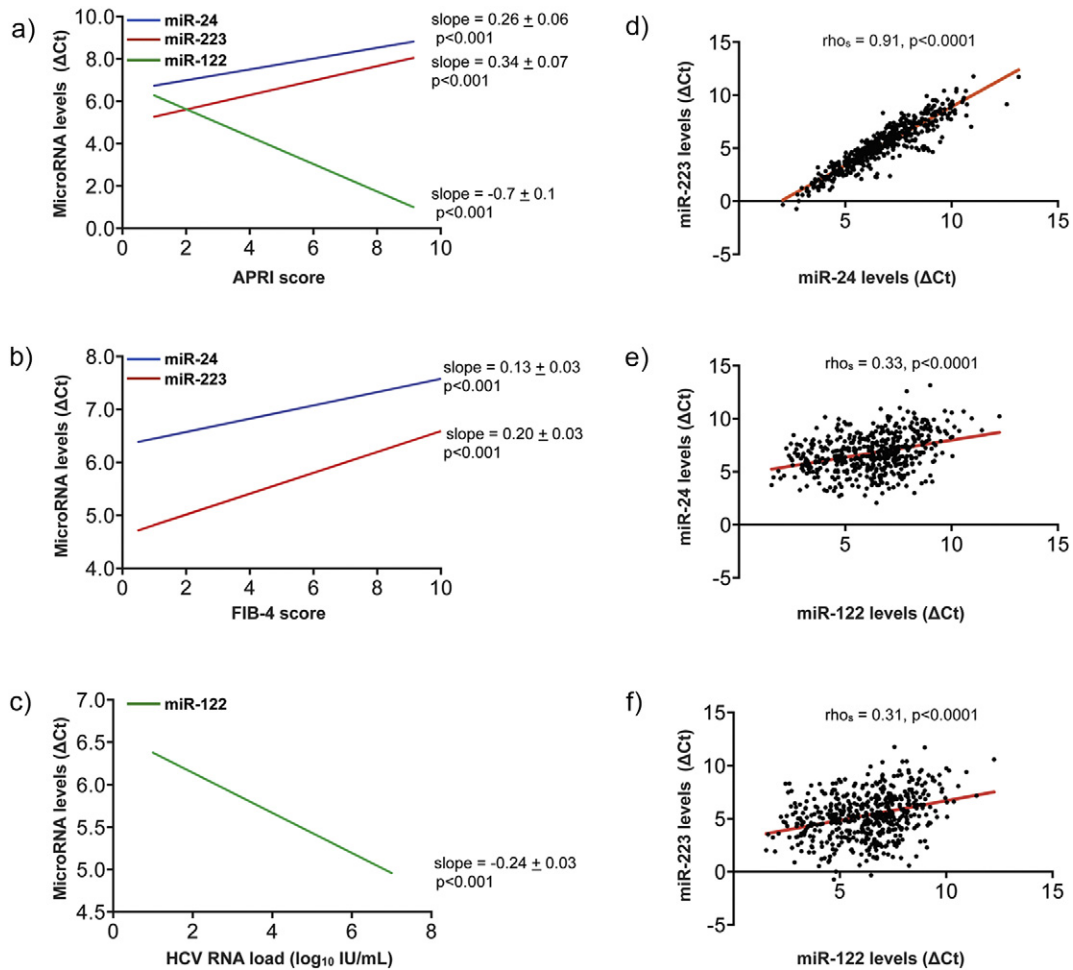 a)
miR-24
miR-223
miR-122
MicroRNA levels (ΔCt)
10.0
8.0
6.0
4.0
2.0
0.0
0 2 4 6 8 10
APRI score
slope = 0.26 ± 0.06
p<0.001
slope = 0.34 ± 0.07
p<0.001
slope = -0.7 ± 0.1
p<0.001
b)
miR-24
miR-223
MicroRNA levels (ΔCt)
8.0
7.0
6.0
5.0
4.0
0 2 4 6 8 10
FIB-4 score
slope = 0.13 ± 0.03
p<0.001
slope = 0.20 ± 0.03
p<0.001
c)
miR-122
MicroRNA levels (ΔCt)
7.0
6.5
6.0
5.5
5.0
4.5
0 2 4 6 8
HCV RNA load (log₁₀ IU/mL)
slope = -0.24 ± 0.03
p<0.001
d)
rhoₛ = 0.91, p<0.0001
miR-223 levels (ΔCt)
15
10
5
0
-5
5 10 15
miR-24 levels (ΔCt)
e)
rhoₛ = 0.33, p<0.0001
miR-24 levels (ΔCt)
15
10
5
0
-5
5 10 15
miR-122 levels (ΔCt)
f)
rhoₛ = 0.31, p<0.0001
miR-223 levels (ΔCt)
15
10
5
0
-5
5 10 15
miR-122 levels (ΔCt)